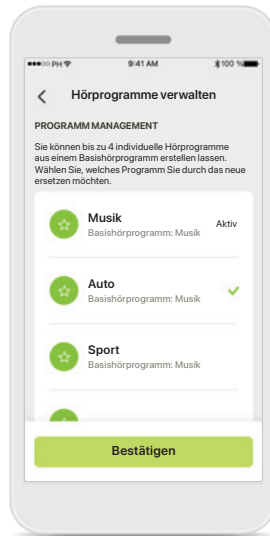 ●●●○○ PH 9:41 AM 100 %
Hörprogramme verwalten
PROGRAMM MANAGEMENT
Sie können bis zu 4 individuelle Hörprogramme
aus einem Basishörprogramm erstellen lassen.
Wählen Sie, welches Programm Sie durch das neue
ersetzen möchten.
Musik
Aktiv
Basishörprogramm: Musik
Auto
Basishörprogramm: Musik
Sport
Basishörprogramm: Musik
Bestätigen